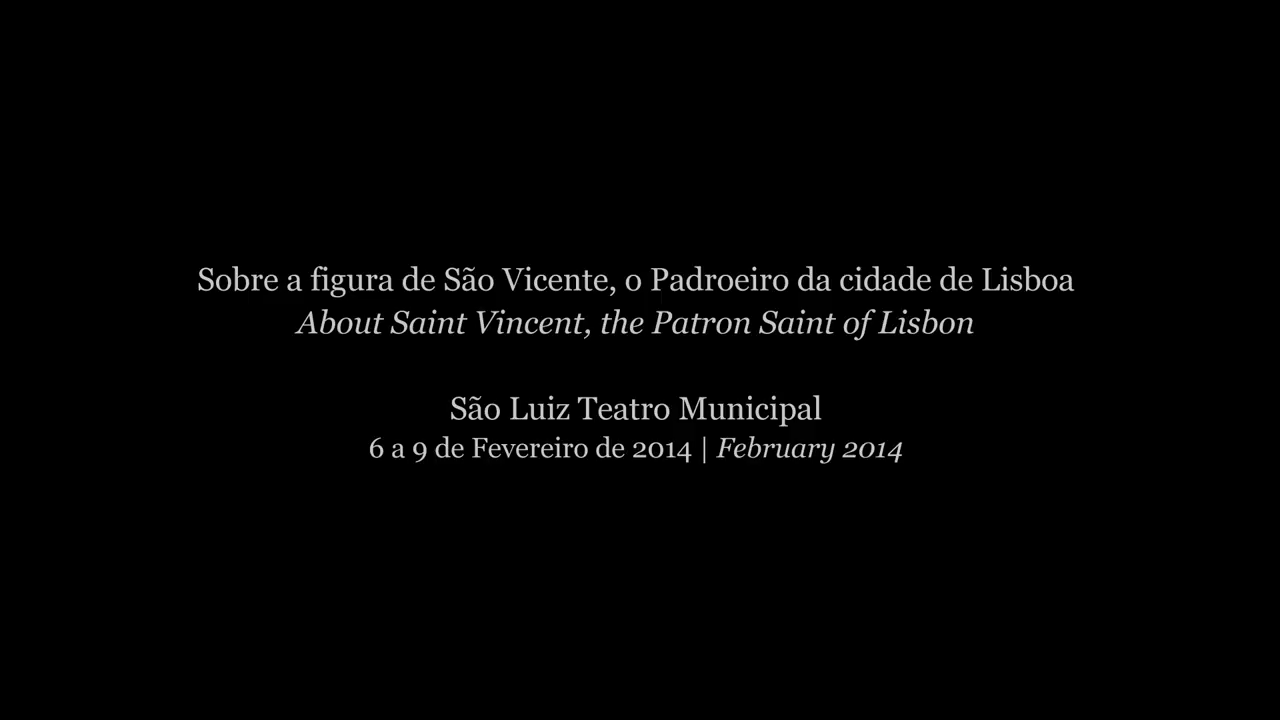 Sobre a figura de São Vicente, o Padroeiro da cidade de Lisboa
About Saint Vincent, the Patron Saint of Lisbon
São Luiz Teatro Municipal
6 a 9 de Fevereiro de 2014 | February 2014